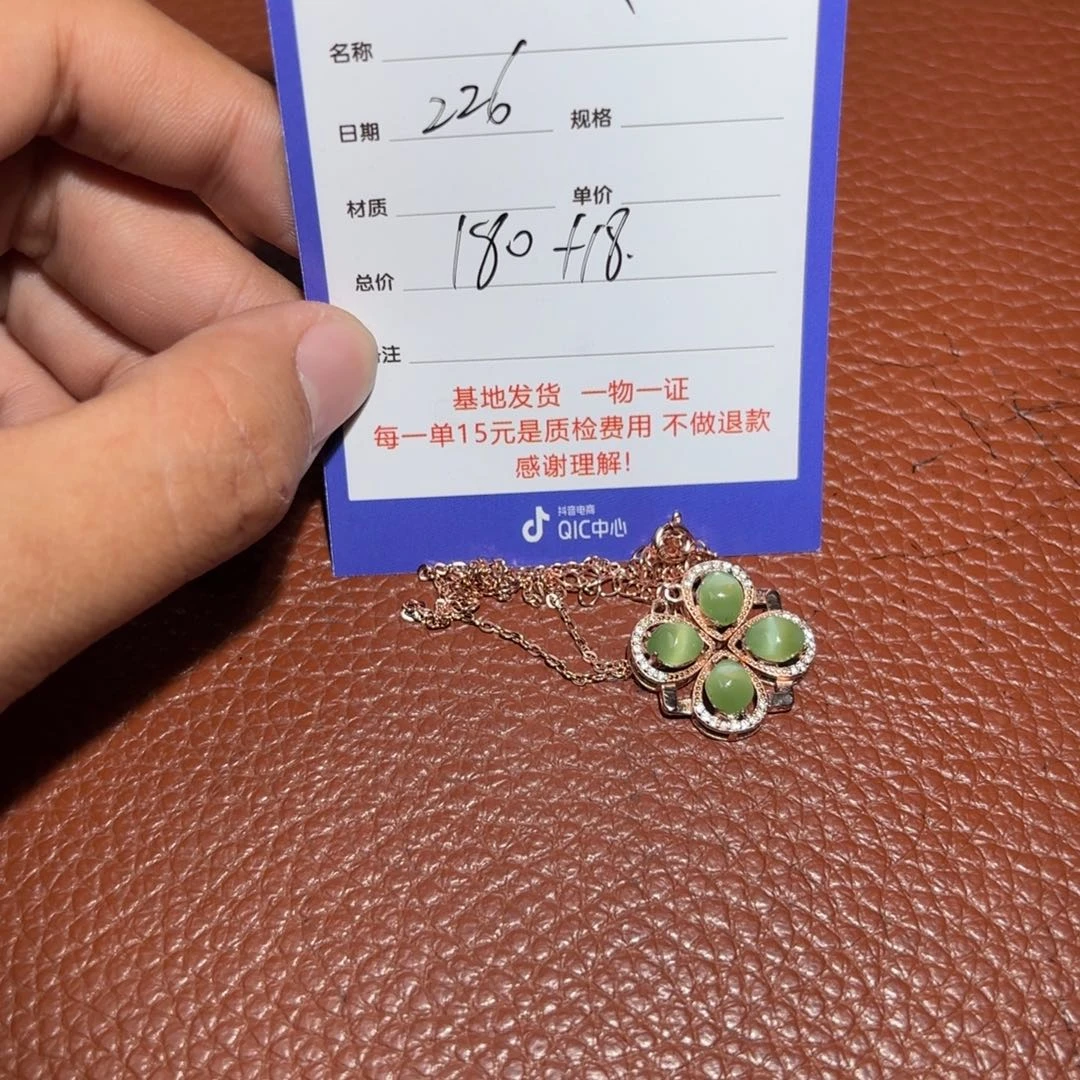 名称
226
日期 规格
材质 单价
180 +18.
总价
注
基地发货 一物一证
每一单15元是质检费用 不做退款
感谢理解!
抖音电商
QIC中心